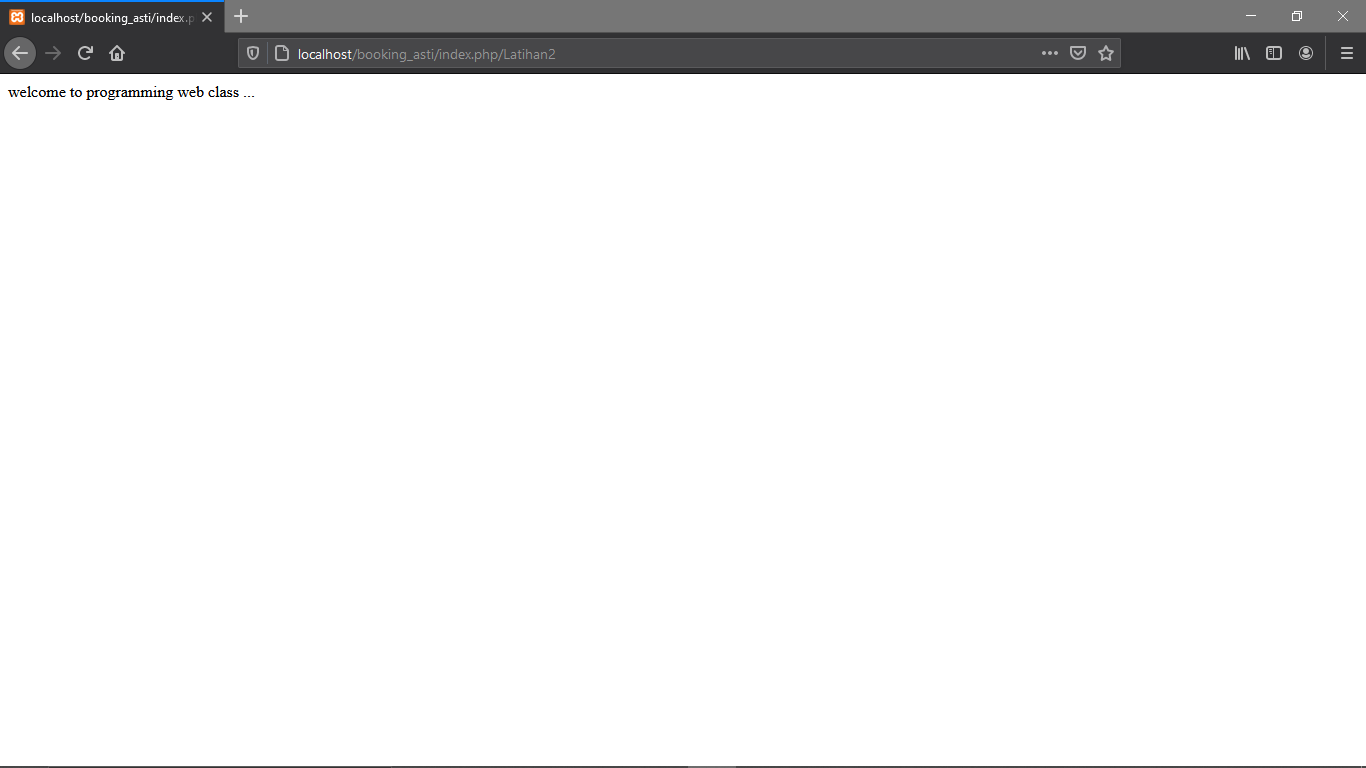 localhost/booking_asti/index.p
localhost/booking_asti/index.php/Latihan2
welcome to programming web class ...